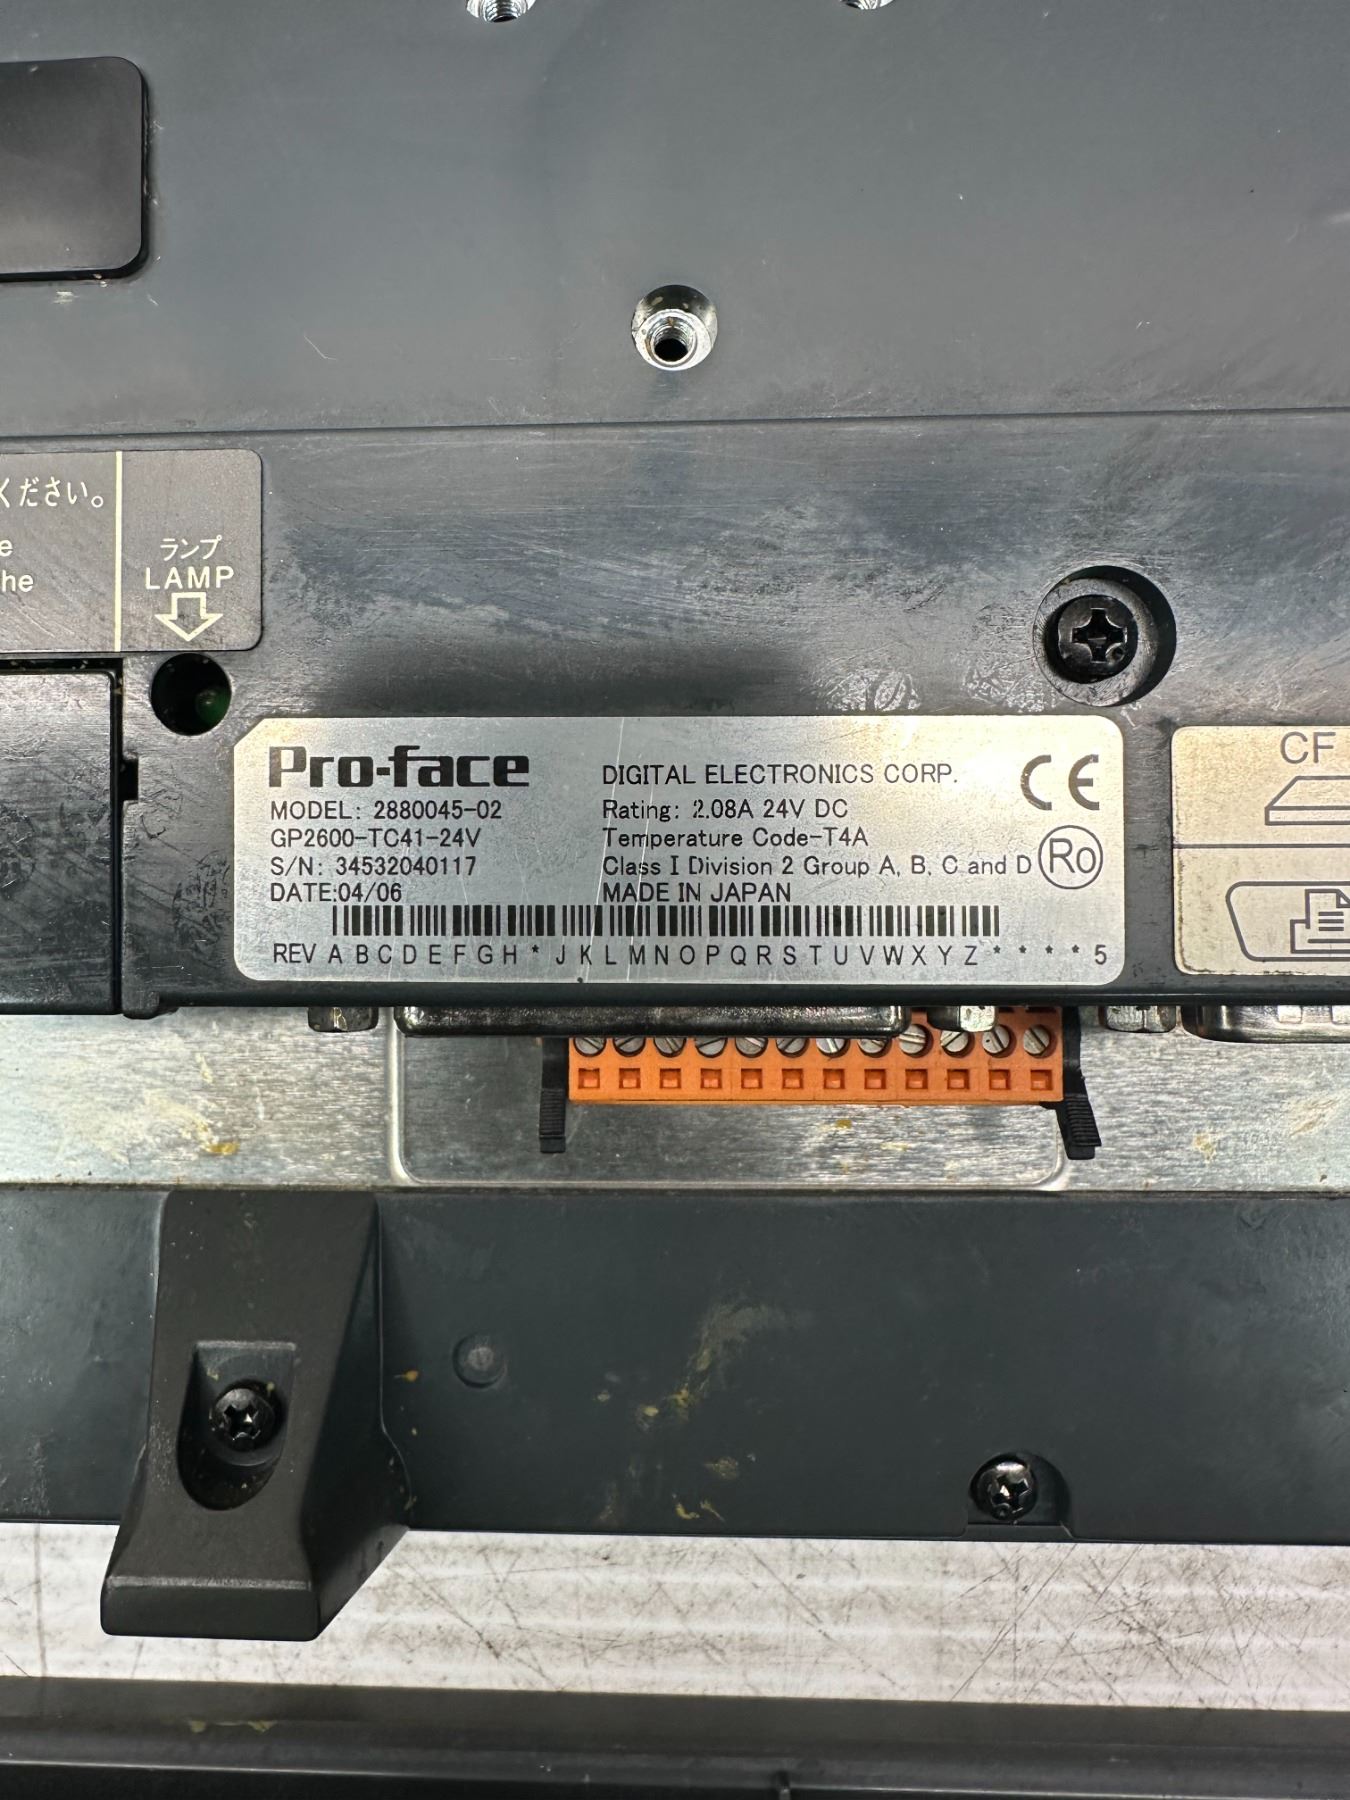 ください。
e
he
ランプ
LAMP
Pro-face
MODEL: 2880045-02
GP2600-TC41-24V
S/N: 34532040117
DATE:04/06
DIGITAL ELECTRONICS CORP.
Rating: 2.08A 24V DC
Temperature Code-T4A
Class I Division 2 Group A, B, C and D
MADE IN JAPAN
CE
Ro
REV A B C D E F G H * J K L M N O P Q R S T U V W X Y Z * * * * 5
CF